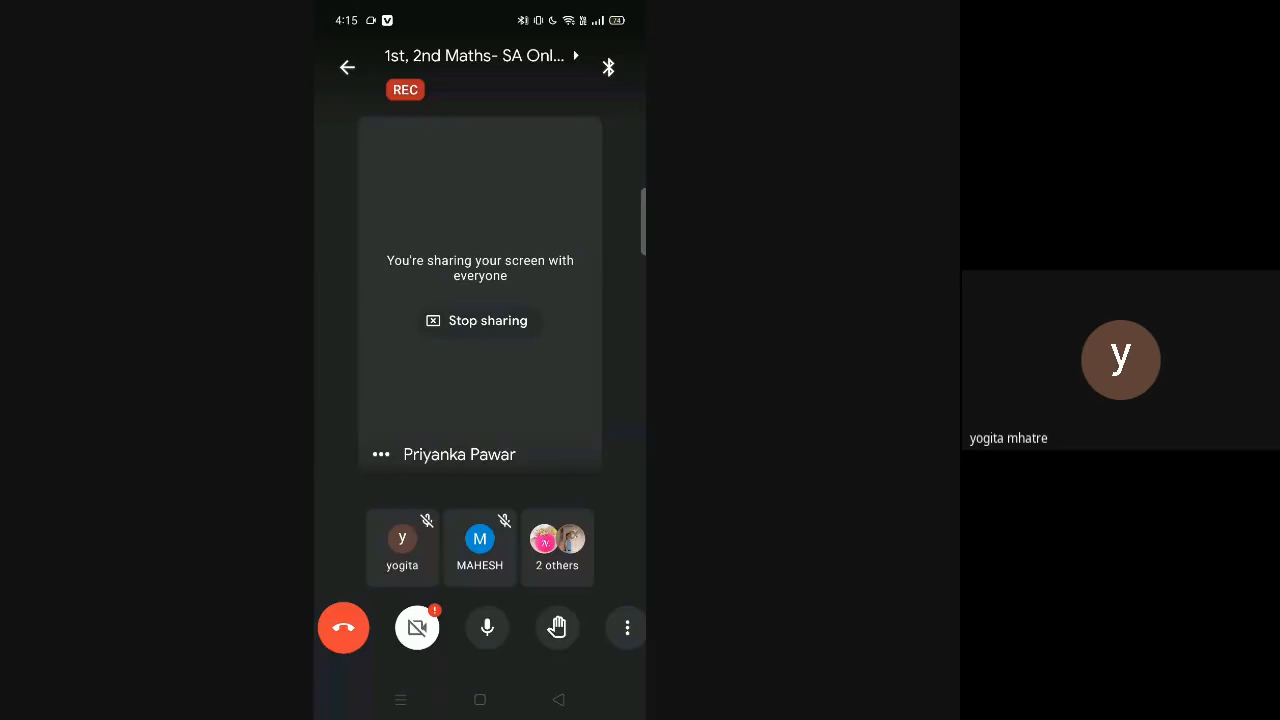 4:15
74
1st, 2nd Maths- SA Onl...
REC
You're sharing your screen with
everyone
Stop sharing
Priyanka Pawar
y
yogita
M
MAHESH
2 others
y
yogita mhatre